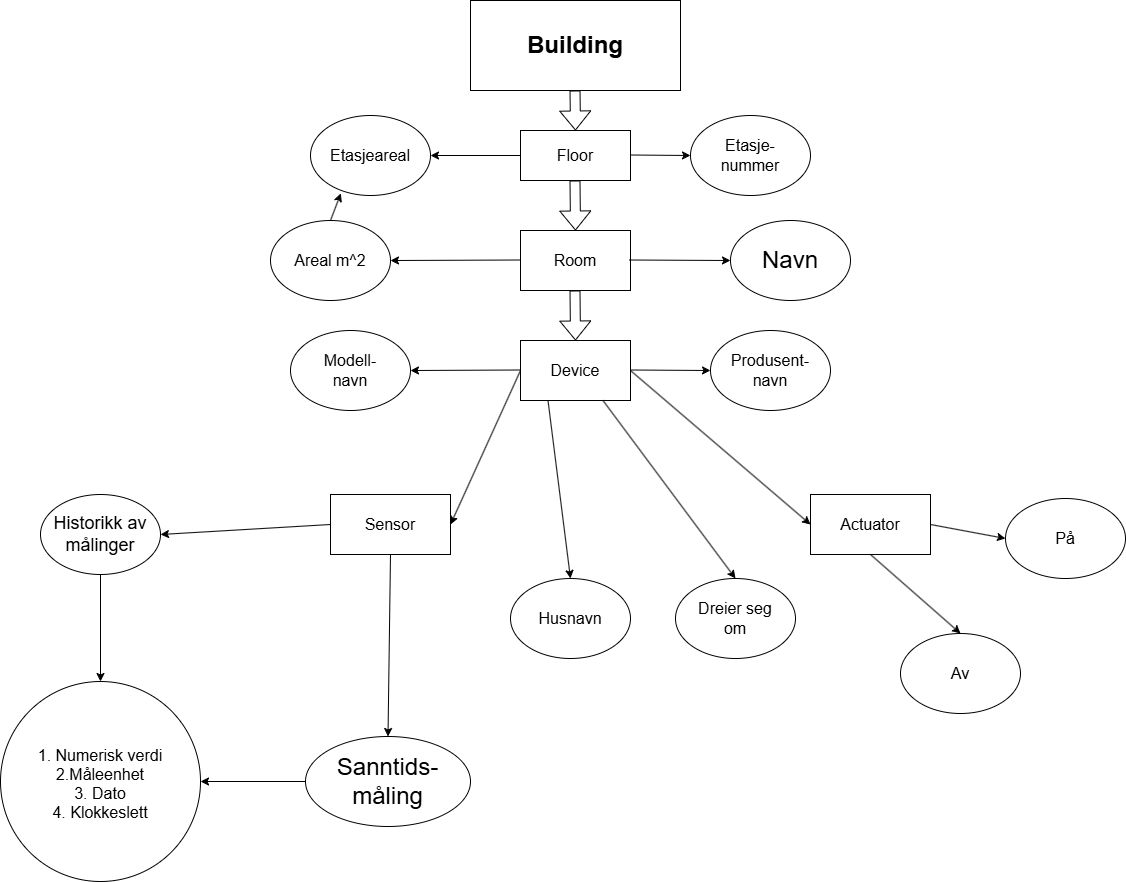 Building
Etasjeareal
Floor
Etasje-
nummer
Areal m^2
Room
Navn
Modell-
navn
Device
Produsent-
navn
Historikk av
målinger
Sensor
Actuator
På
Husnavn
Dreier seg
om
Av
1. Numerisk verdi
2.Måleenhet
3. Dato
4. Klokkeslett
Sanntids-
måling